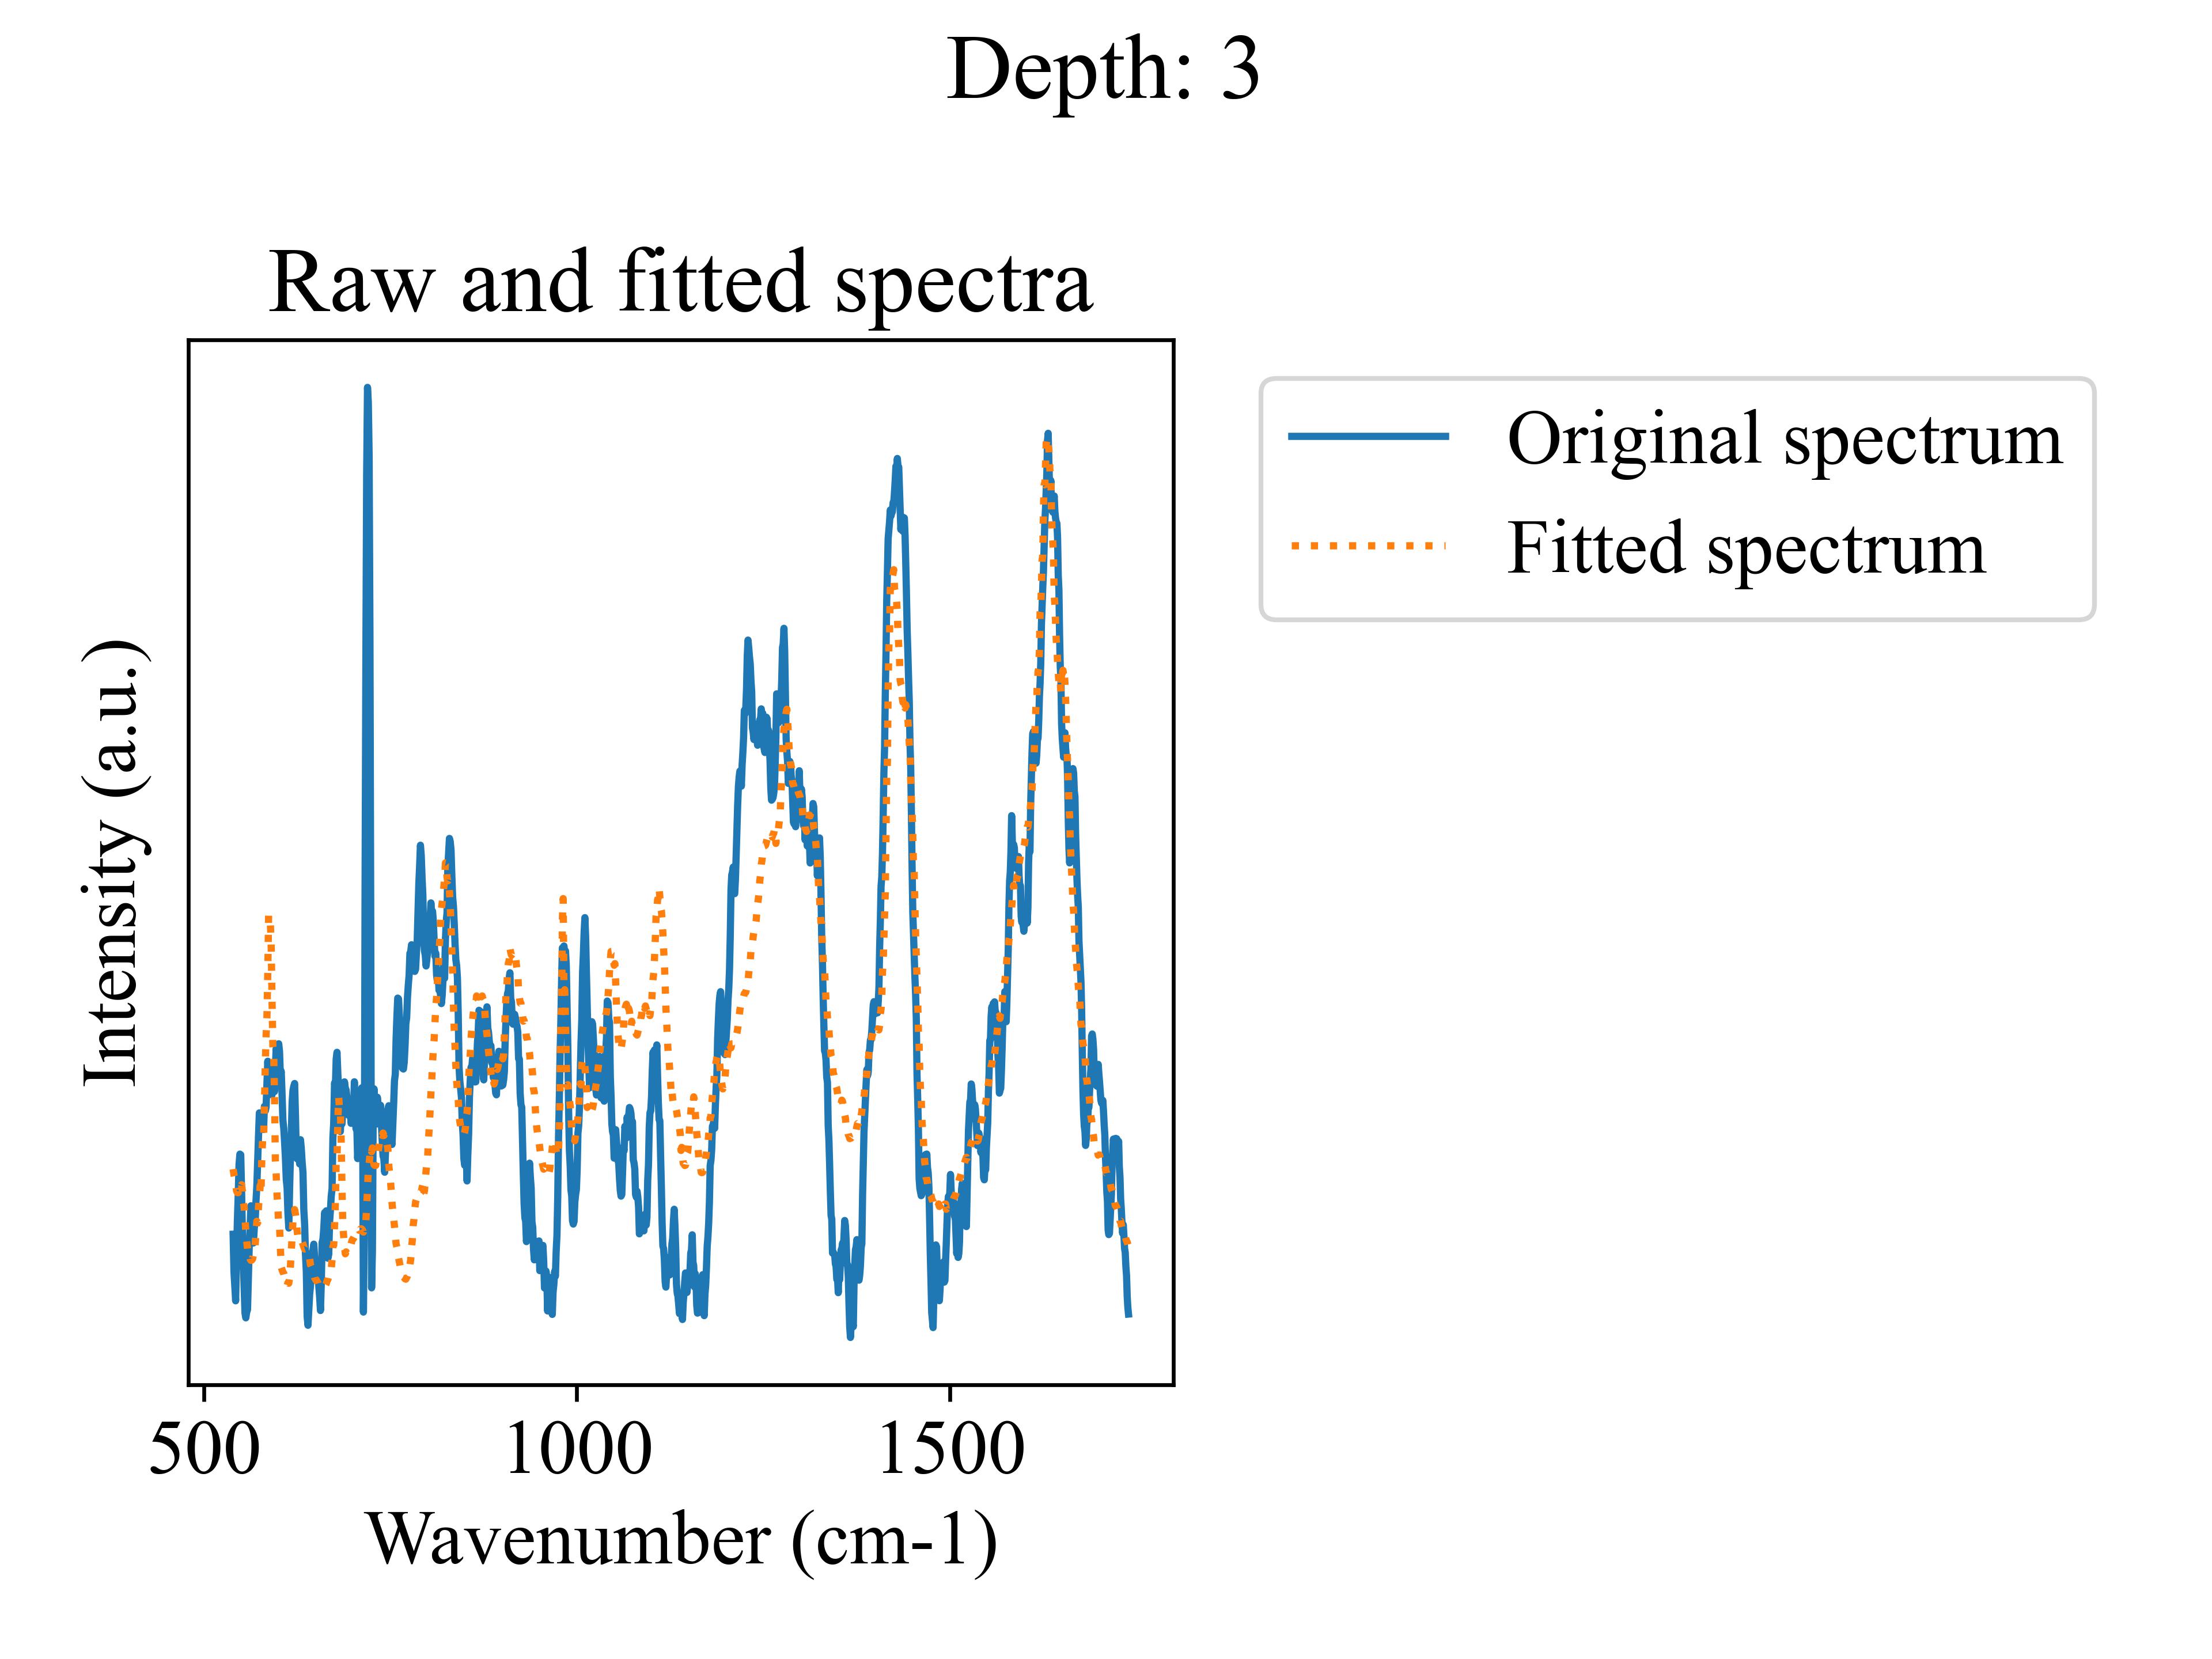 Depth: 3
Raw and fitted spectra
Original spectrum
Fitted spectrum
Intensity (a.u.)
500 1000 1500
Wavenumber (cm-1)